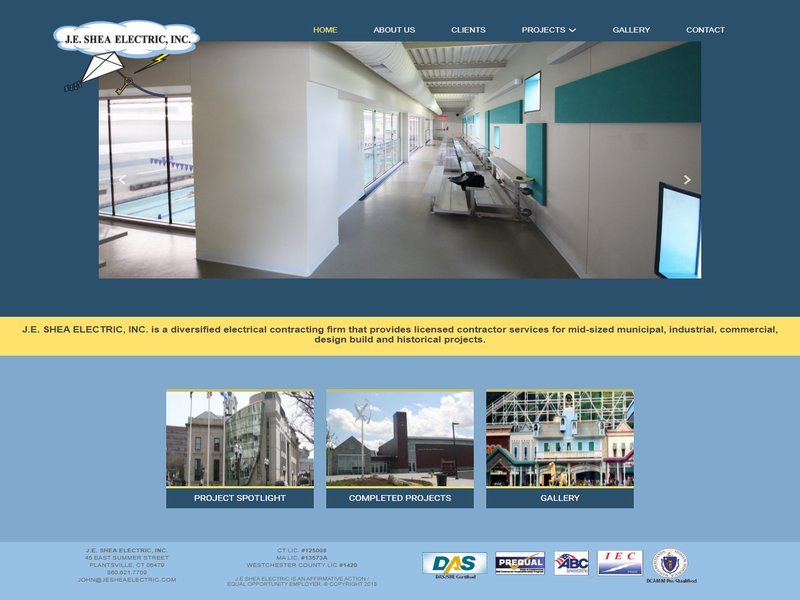 J.E. SHEA ELECTRIC, INC.
HOME
ABOUT US
CLIENTS
PROJECTS
GALLERY
CONTACT
J.E. SHEA ELECTRIC, INC. is a diversified electrical contracting firm that provides licensed contractor services for mid-sized municipal, industrial, commercial,
design build and historical projects.
PROJECT SPOTLIGHT
COMPLETED PROJECTS
GALLERY
J.E. SHEA ELECTRIC, INC.
45 EAST SUMMER STREET
PLANTSVILLE, CT 06479
860.621.7709
JOHN@JESHEAELECTRIC.COM
CT LIC. #125008
MA LIC. #13573A
WESTCHESTER COUNTY LIC #1420
J.E.SHEA ELECTRIC IS AN AFFIRMATIVE ACTION /
EQUAL OPPORTUNITY EMPLOYER. © COPYRIGHT 2018
DAS
DAS/SBE Certified
PREQUAL
ABC
IEC
DCAMM Pre-Qualified